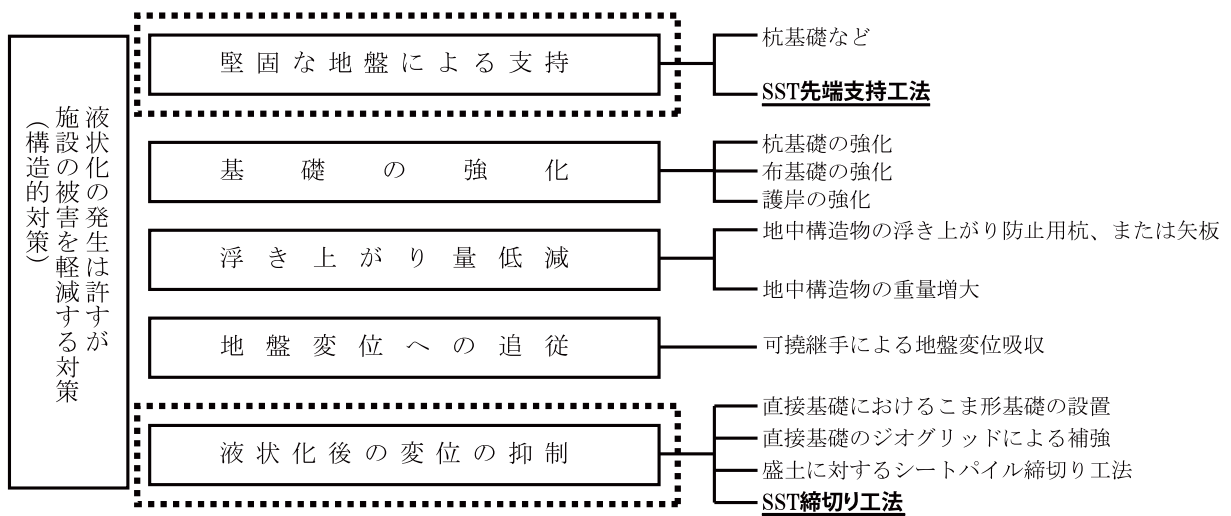 液状化の発生は許すが
施設の被害を軽減する対策
（構造的対策）
堅固な地盤による支持
杭基礎など
SST先端支持工法
基礎の強化
杭基礎の強化
布基礎の強化
護岸の強化
浮き上がり量低減
地中構造物の浮き上がり防止用杭、または矢板
地中構造物の重量増大
地盤変位への追従
可撓継手による地盤変位吸収
液状化後の変位の抑制
直接基礎におけるこま形基礎の設置
直接基礎のジオグリッドによる補強
盛土に対するシートパイル締切り工法
SST締切り工法